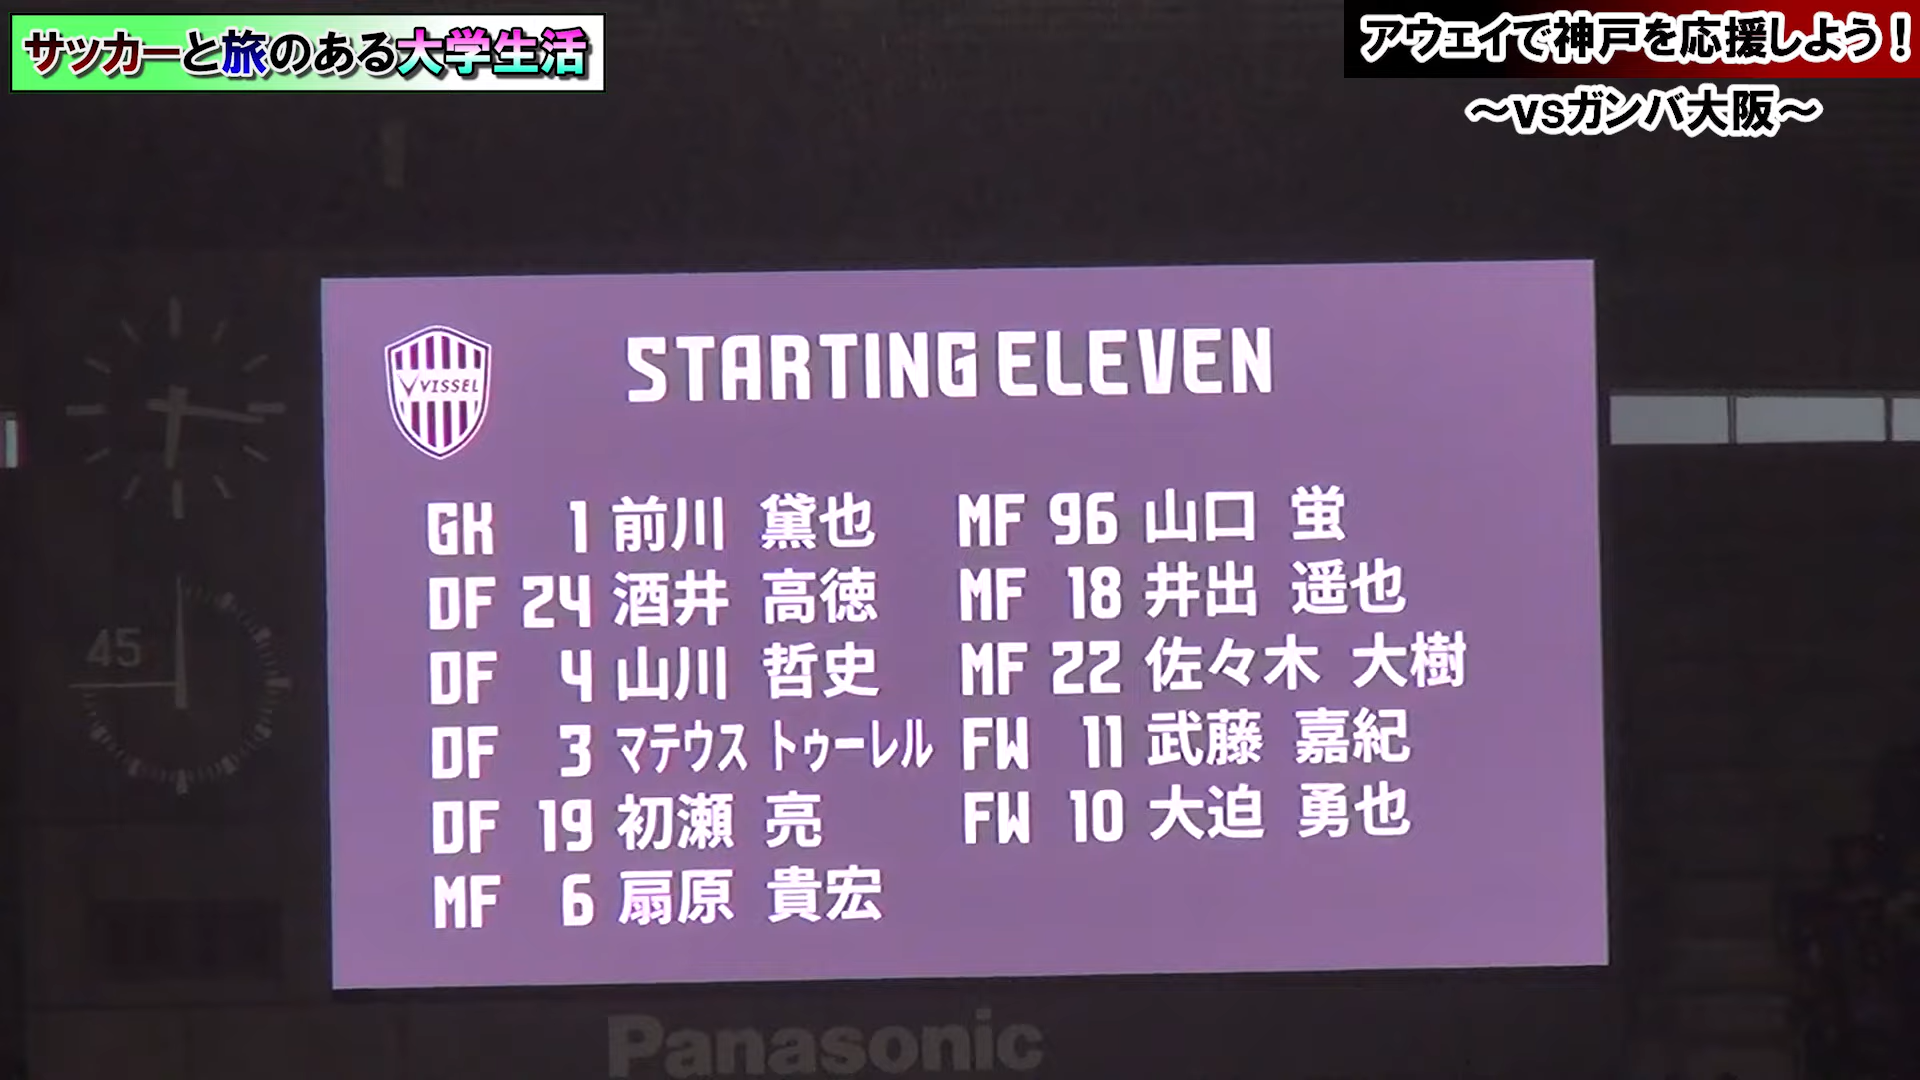 サッカーと旅のある大学生活
アウェイで神戸を応援しよう！
～vsガンバ大阪～
VISSEL
STARTING ELEVEN
GK 1 前川 黛也
DF 24 酒井 高徳
DF 4 山川 哲史
DF 3 マテウス トゥーレル
DF 19 初瀬 亮
MF 6 扇原 貴宏
MF 96 山口 蛍
MF 18 井出 遥也
MF 22 佐々木 大樹
FW 11 武藤 嘉紀
FW 10 大迫 勇也
45
Panasonic